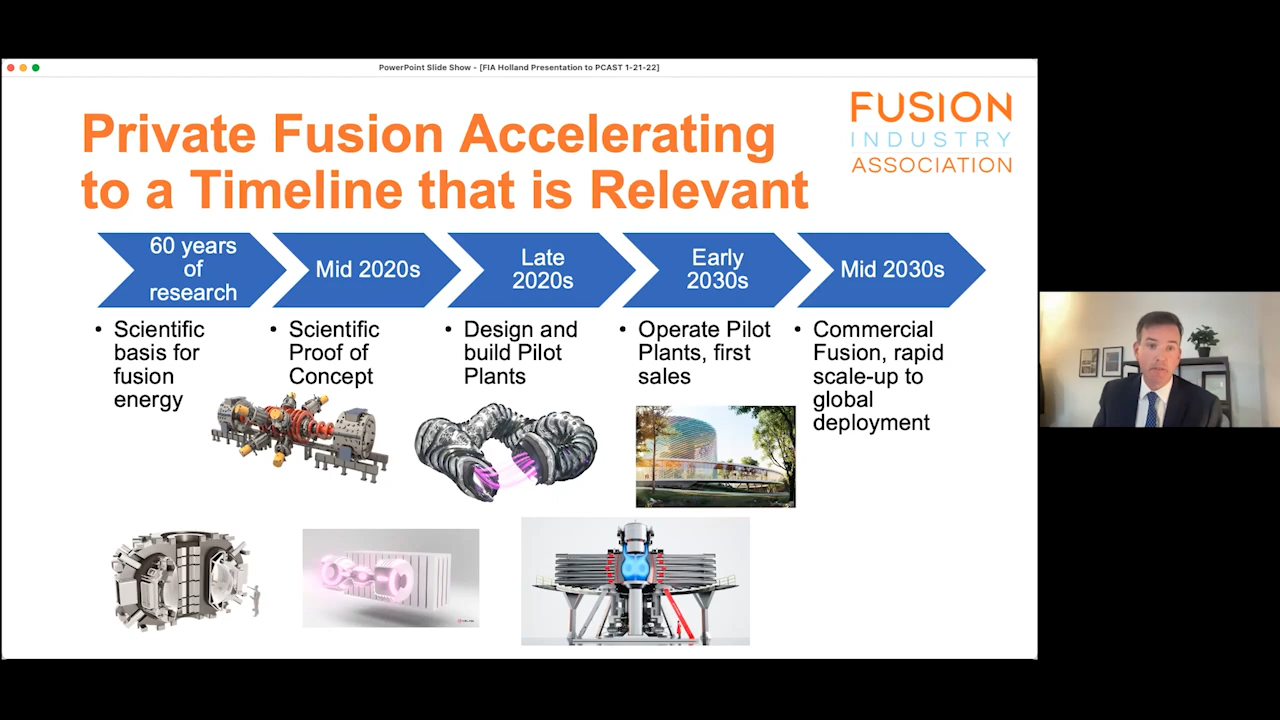 PowerPoint Slide Show - [FIA Holland Presentation to PCAST 1-21-22]
Private Fusion Accelerating
to a Timeline that is Relevant
FUSION
INDUSTRY
ASSOCIATION
60 years
of
research
Mid 2020s
Late
2020s
Early
2030s
Mid 2030s
• Scientific
basis for
fusion
energy
• Scientific
Proof of
Concept
• Design and
build Pilot
Plants
• Operate Pilot
Plants, first
sales
• Commercial
Fusion, rapid
scale-up to
global
deployment